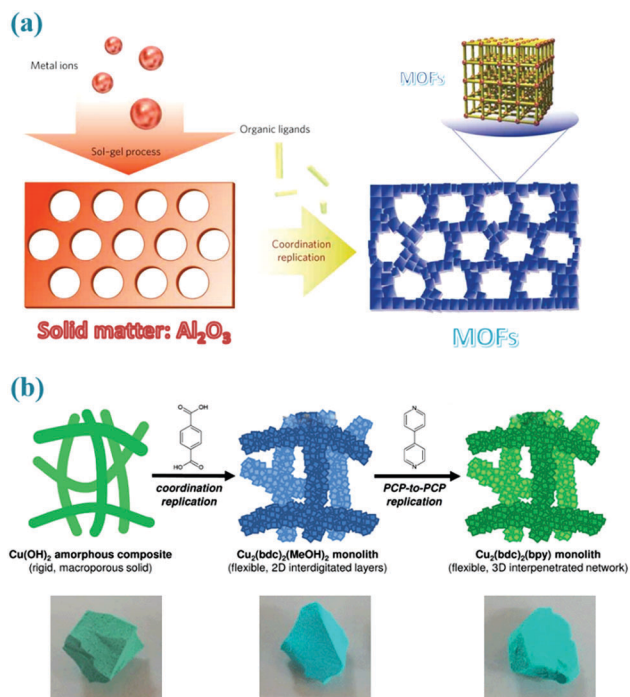 (a)
Metal ions
MOFs
Organic ligands
Sol–gel process
Coordination
replication
Solid matter: Al2O3
MOFs
(b)
OH
O
HO
O
N
N
coordination
replication
PCP-to-PCP
replication
Cu(OH)2 amorphous composite
(rigid, macroporous solid)
Cu2(bdc)2(MeOH)2 monolith
(flexible, 2D interdigitated layers)
Cu2(bdc)2(bpy) monolith
(flexible, 3D interpenetrated network)